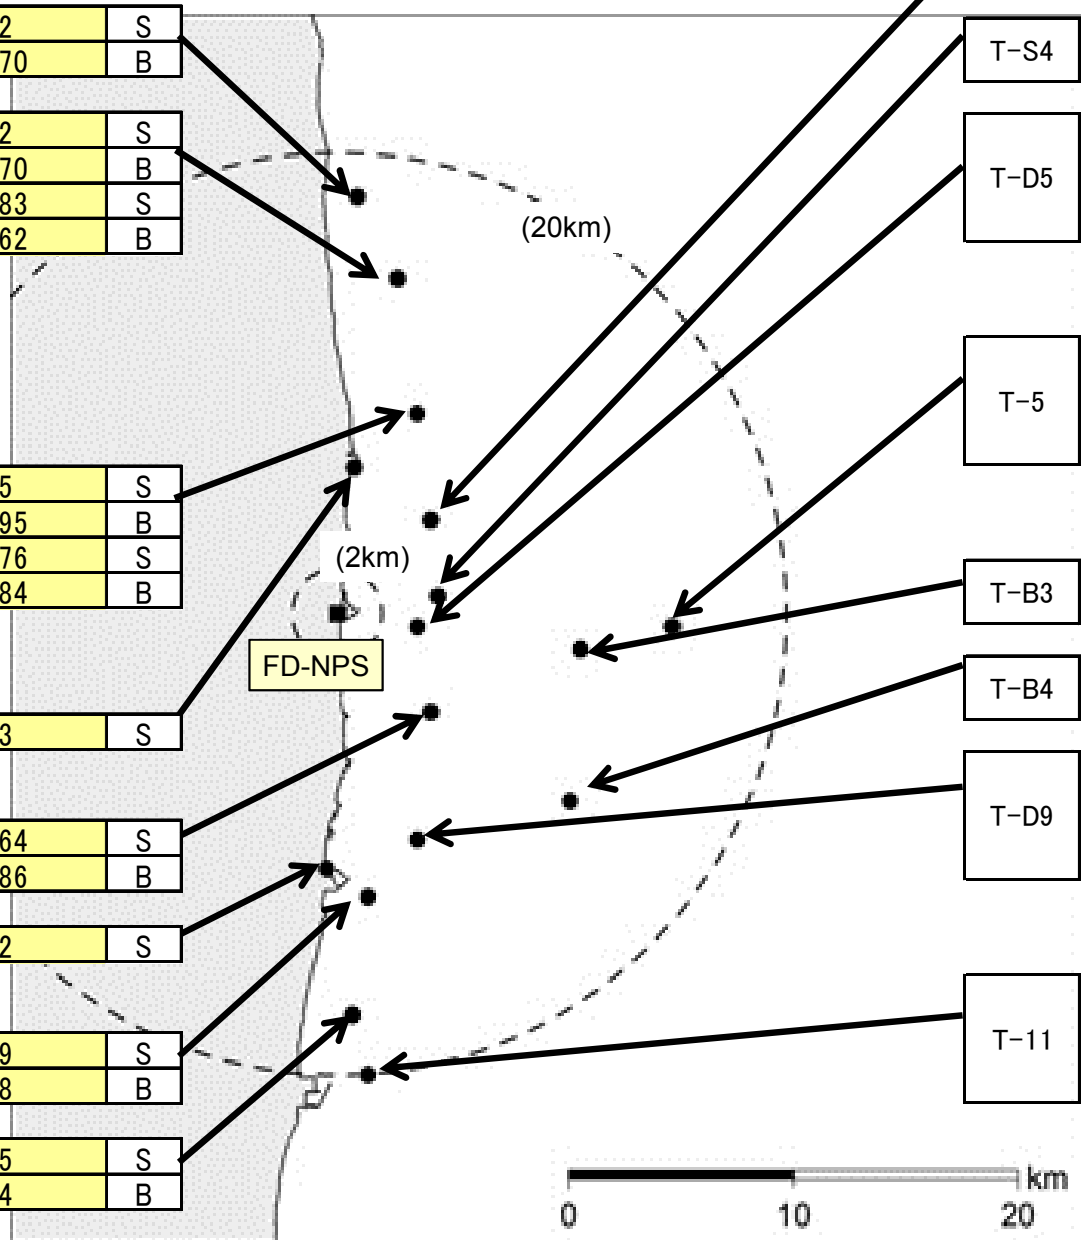 2 S
70 B
2 S
70 B
83 S
62 B
5 S
95 B
76 S
84 B
3 S
64 S
86 B
2 S
9 S
8 B
5 S
4 B
(20km)
(2km)
FD-NPS
T-S4
T-D5
T-5
T-B3
T-B4
T-D9
T-11
km
0 10 20